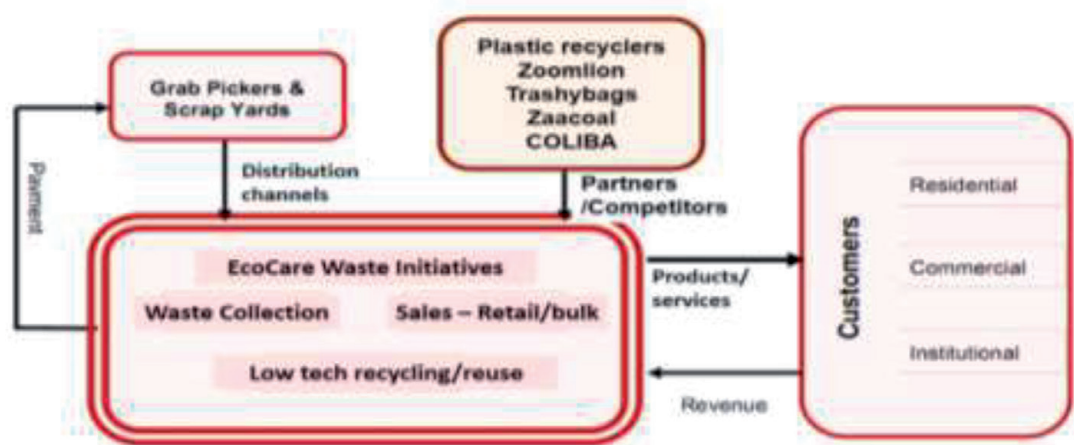 Grab Pickers &
Scrap Yards
Plastic recyclers
Zoomlion
Trashybags
Zaacoal
COLIBA
Payment
Distribution
channels
Partners
/Competitors
EcoCare Waste Initiatives
Waste Collection
Sales – Retail/bulk
Low tech recycling/reuse
Products/
services
Revenue
Customers
Residential
Commercial
Institutional